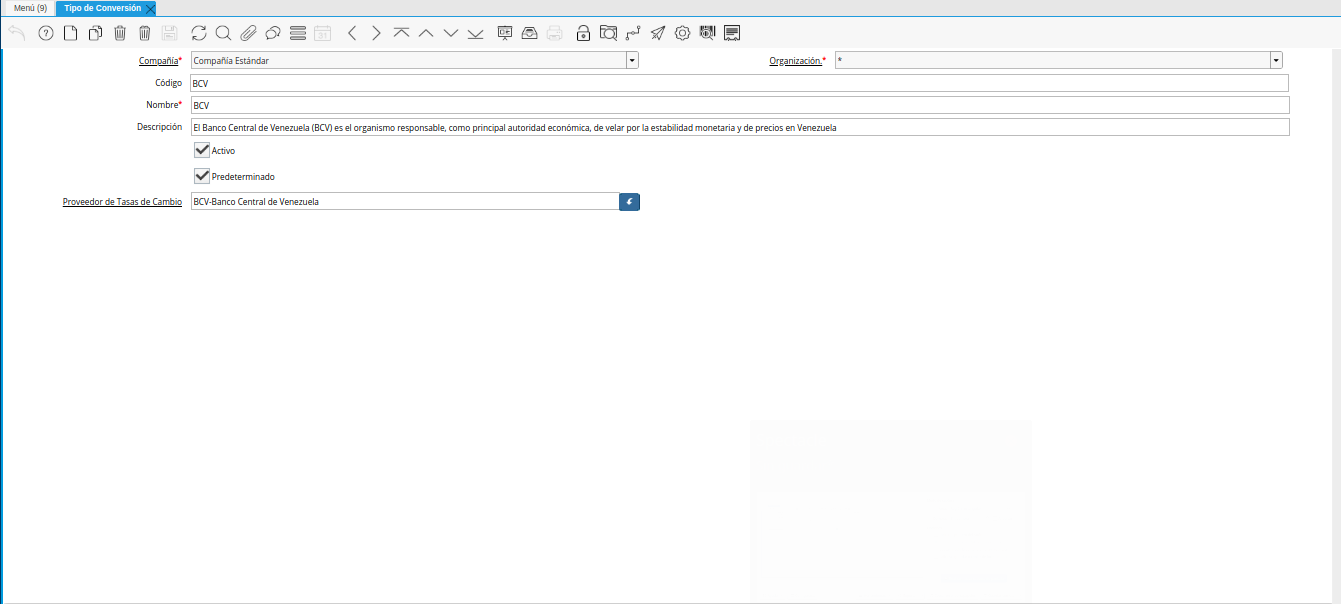 Menú (9) Tipo de Conversión
31
Compañía* Compañía Estándar Organización.* *
Código BCV
Nombre* BCV
Descripción El Banco Central de Venezuela (BCV) es el organismo responsable, como principal autoridad económica, de velar por la estabilidad monetaria y de precios en Venezuela
Activo
Predeterminado
Proveedor de Tasas de Cambio BCV-Banco Central de Venezuela